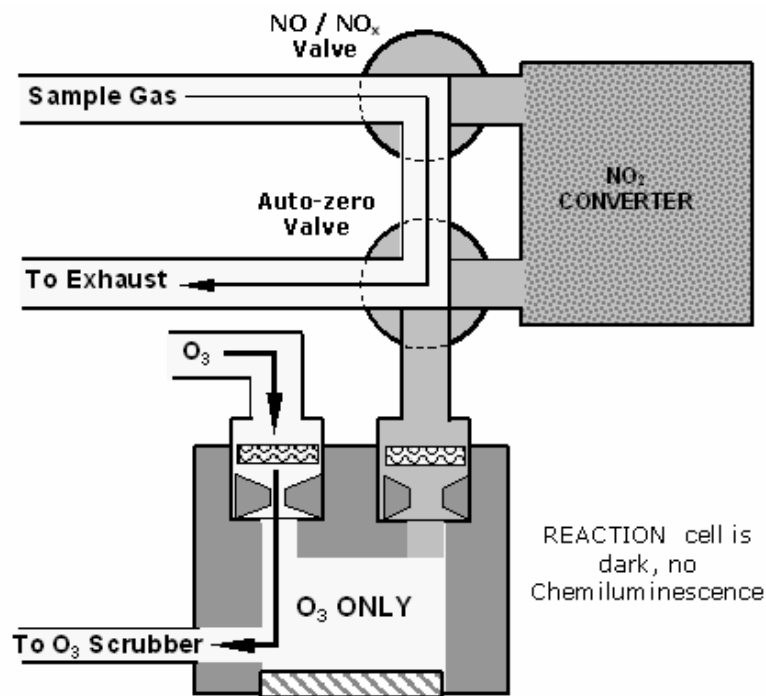 NO / NOₓ
Valve
Sample Gas
NO₂
CONVERTER
Auto-zero
Valve
To Exhaust
O₃
REACTION cell is
dark, no
Chemiluminescence
O₃ ONLY
To O₃ Scrubber